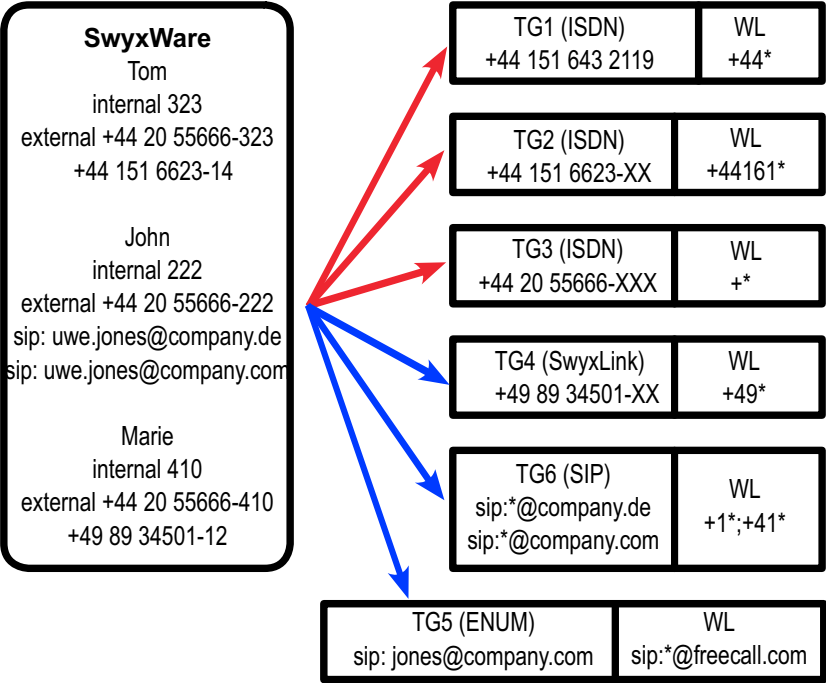 SwyxWare
Tom
internal 323
external +44 20 55666-323
+44 151 6623-14
John
internal 222
external +44 20 55666-222
sip: uwe.jones@company.de
sip: uwe.jones@company.com
Marie
internal 410
external +44 20 55666-410
+49 89 34501-12
TG1 (ISDN)
+44 151 643 2119
WL
+44*
TG2 (ISDN)
+44 151 6623-XX
WL
+44161*
TG3 (ISDN)
+44 20 55666-XXX
WL
+*
TG4 (SwyxLink)
+49 89 34501-XX
WL
+49*
TG6 (SIP)
sip:*@company.de
sip:*@company.com
WL
+1*;+41*
TG5 (ENUM)
sip: jones@company.com
WL
sip:*@freecall.com